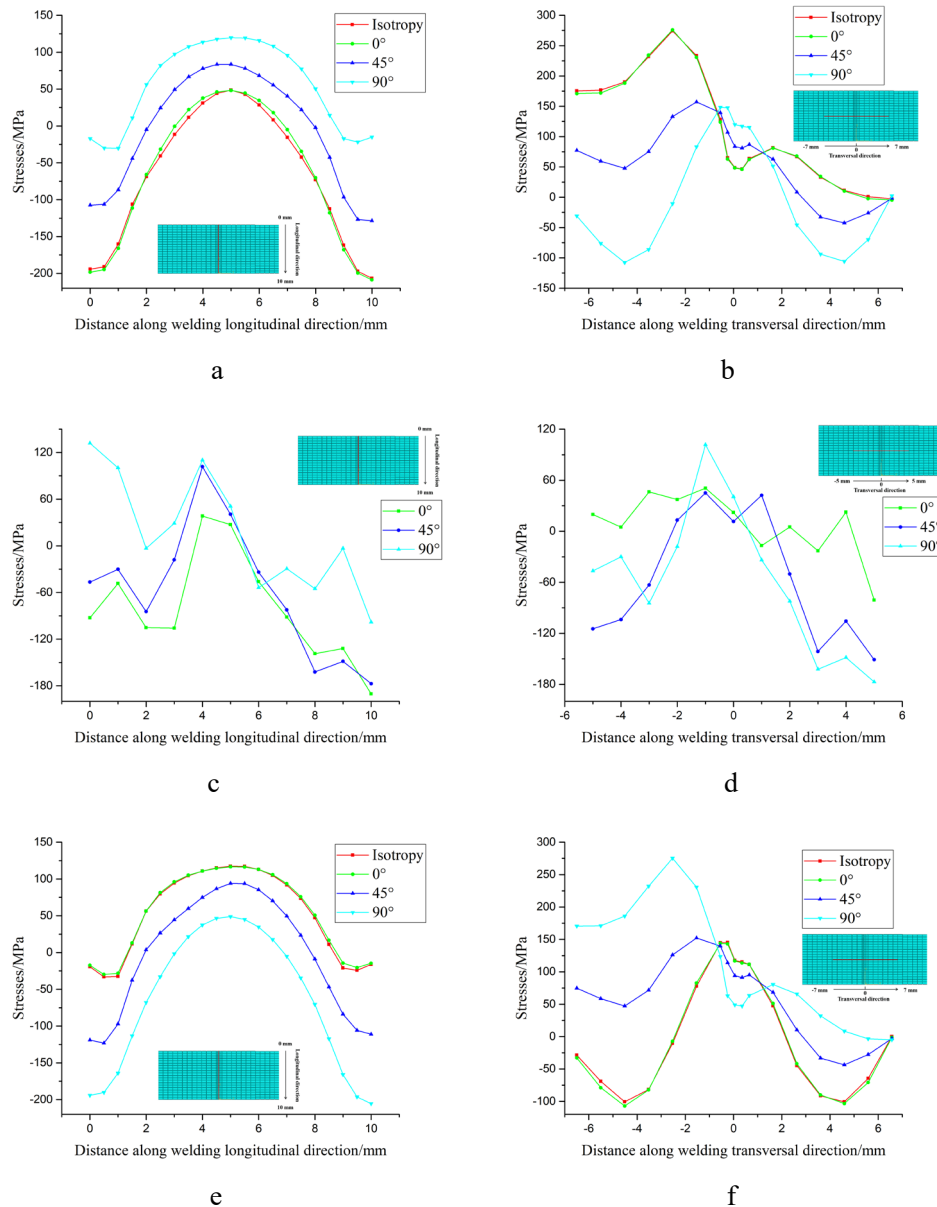 300
250
200
150
100
50
0
-50
-100
-150
Stresses/MPa
-6 -4 -2 0 2 4 6
Distance along welding transversal direction/mm
Isotropy
0°
45°
90°
-7 mm 0 7 mm
Transversal direction
b
150
100
50
0
-50
-100
-150
-200
Stresses/MPa
0 2 4 6 8 10
Distance along welding longitudinal direction/mm
Isotropy
0°
45°
90°
0 mm
Longitudinal direction
10 mm
a
120
60
0
-60
-120
-180
Stresses/MPa
0 2 4 6 8 10
Distance along welding longitudinal direction/mm
0 mm
Longitudinal direction
10 mm
0°
45°
90°
c
120
60
0
-60
-120
-180
Stresses/MPa
-6 -4 -2 0 2 4 6
Distance along welding transversal direction/mm
-5 mm 0 5 mm
Transversal direction
0°
45°
90°
d
150
100
50
0
-50
-100
-150
-200
Stresses/MPa
0 2 4 6 8 10
Distance along welding longitudinal direction/mm
Isotropy
0°
45°
90°
0 mm
Longitudinal direction
10 mm
e
300
250
200
150
100
50
0
-50
-100
Stresses/MPa
-6 -4 -2 0 2 4 6
Distance along welding transversal direction/mm
Isotropy
0°
45°
90°
-7 mm 0 7 mm
Transversal direction
f